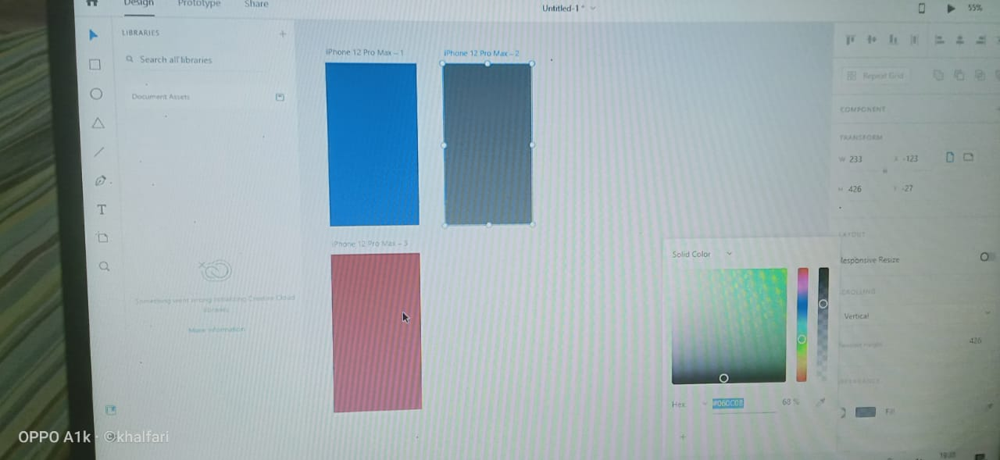 Design Prototype Share
Untitled-1 *
55%
LIBRARIES
+
Search all libraries
Document Assets
Something went wrong initializing Creative Cloud
libraries
More information
iPhone 12 Pro Max – 1
iPhone 12 Pro Max – 2
iPhone 12 Pro Max – 3
T
Solid Color
Hex
#060C08
68 %
+
Repeat Grid
COMPONENT
TRANSFORM
W 233 X -123
H 426 Y -27
LAYOUT
Responsive Resize
SCROLLING
Vertical
426
APPEARANCE
Fill
OPPO A1k · ©khalfari